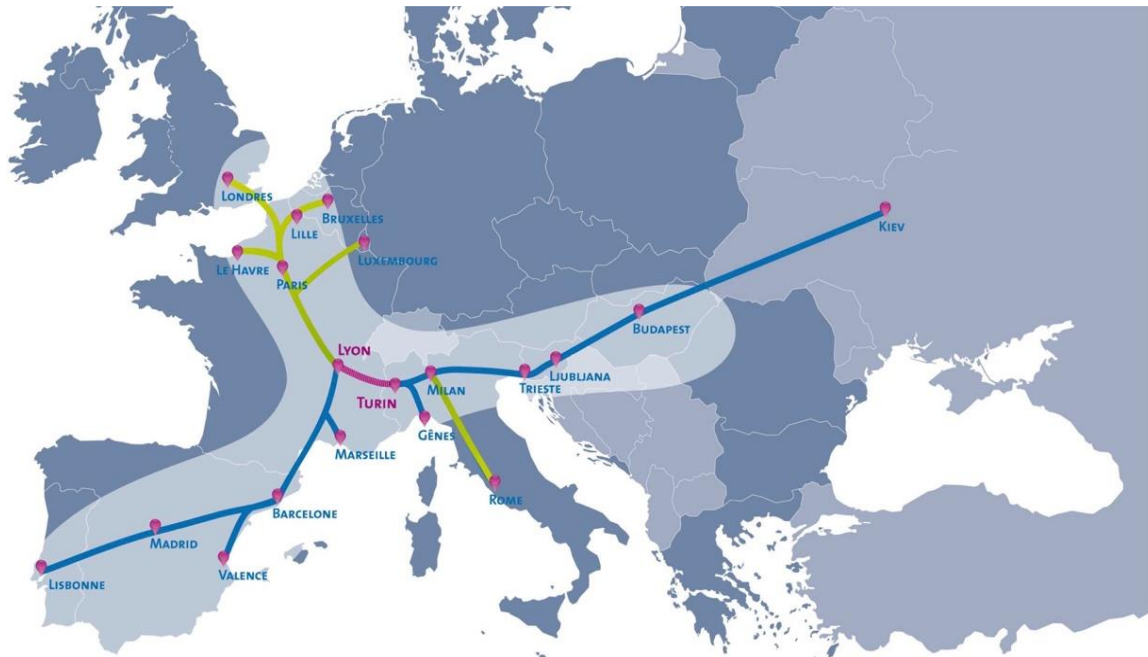 Londres
Bruxelles
Lille
Kiev
Le Havre
Luxembourg
Paris
Budapest
Lyon
Ljubljana
Trieste
Milan
Turin
Gênes
Marseille
Rome
Barcelone
Madrid
Valence
Lisbonne